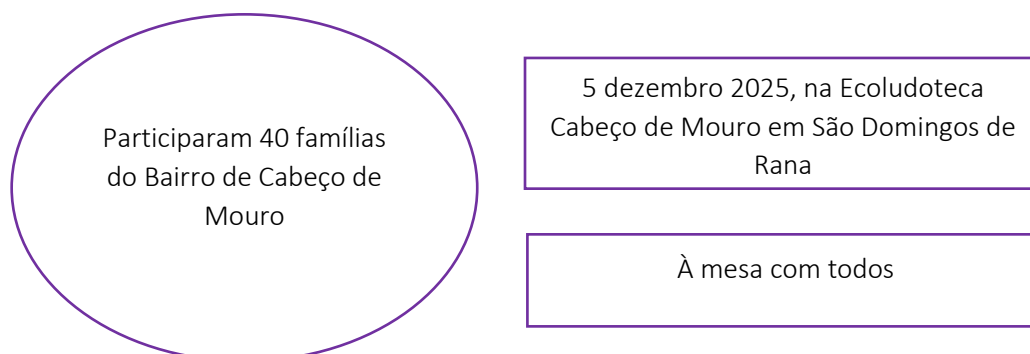 Participaram 40 famílias
do Bairro de Cabeço de
Mouro
5 dezembro 2025, na Ecoludoteca
Cabeço de Mouro em São Domingos de
Rana
À mesa com todos